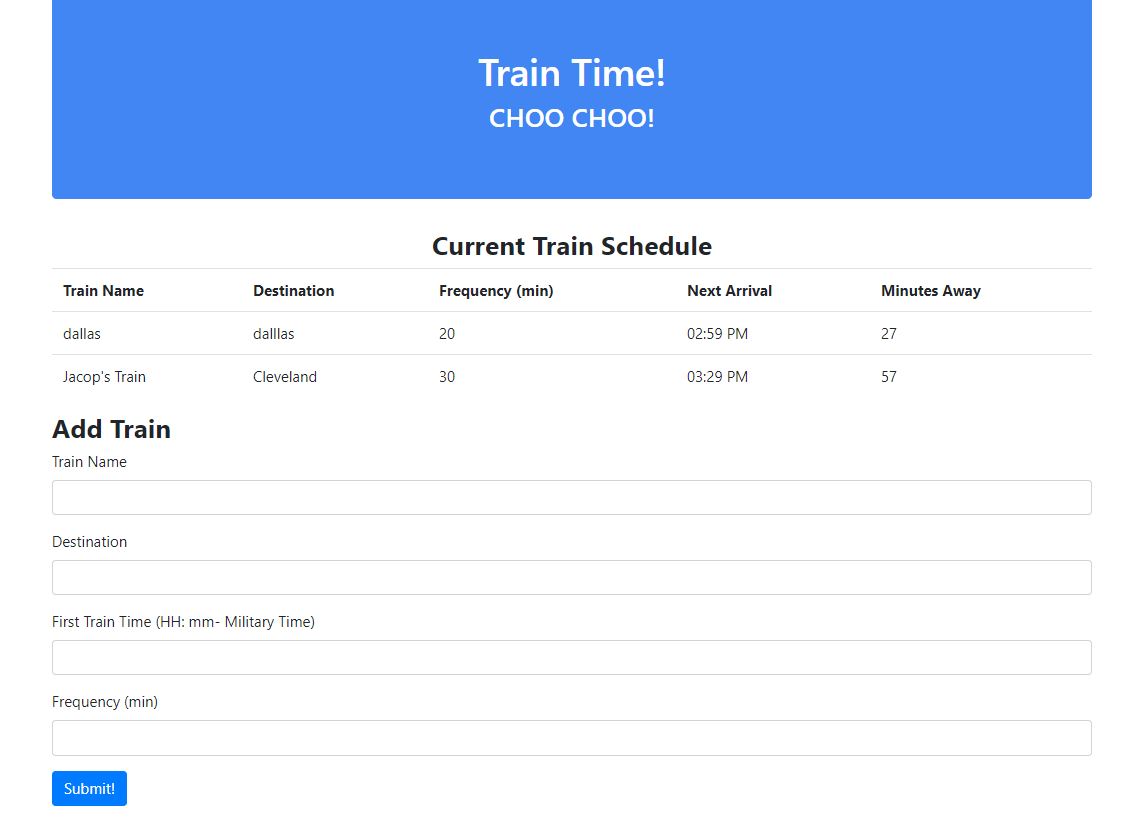 Train Time!
CHOO CHOO!
Current Train Schedule
Train Name Destination Frequency (min) Next Arrival Minutes Away
dallas dalllas 20 02:59 PM 27
Jacop's Train Cleveland 30 03:29 PM 57
Add Train
Train Name
Destination
First Train Time (HH: mm- Military Time)
Frequency (min)
Submit!